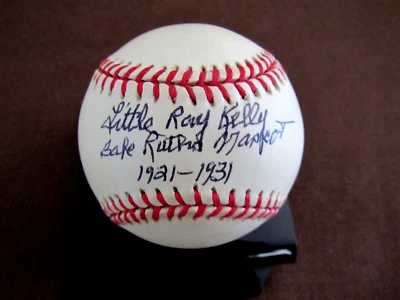 Little Ray Kelly
Babe Ruth's Mascot
1921-1931